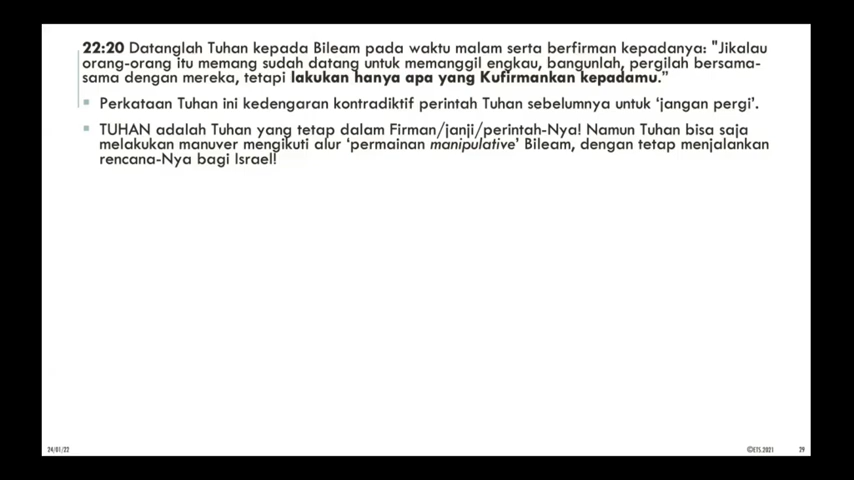 22:20 Datanglah Tuhan kepada Bileam pada waktu malam serta berfirman kepadanya: "Jikalau
orang-orang itu memang sudah datang untuk memanggil engkau, bangunlah, pergilah bersama-
sama dengan mereka, tetapi lakukan hanya apa yang Kufirmankan kepadamu.”
▪ Perkataan Tuhan ini kedengaran kontradiktif perintah Tuhan sebelumnya untuk ‘jangan pergi’.
▪ TUHAN adalah Tuhan yang tetap dalam Firman/janji/perintah-Nya! Namun Tuhan bisa saja
melakukan manuver mengikuti alur ‘permainan manipulative’ Bileam, dengan tetap menjalankan
rencana-Nya bagi Israel!
24/01/22 ©ETS.2021 29